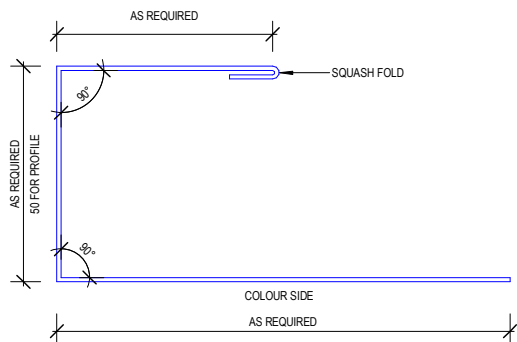 AS REQUIRED
SQUASH FOLD
90°
AS REQUIRED
50 FOR PROFILE
90°
COLOUR SIDE
AS REQUIRED